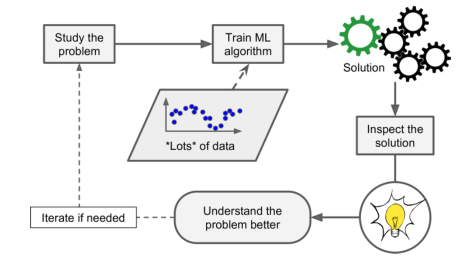 Study the
problem
Train ML
algorithm
Solution
*Lots* of data
Inspect the
solution
Understand the
problem better
Iterate if needed